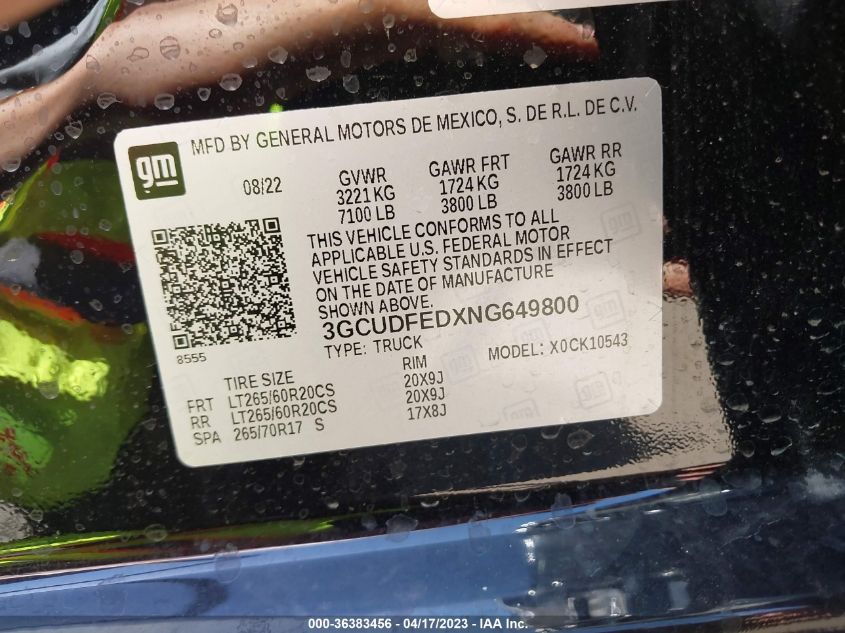 MFD BY GENERAL MOTORS DE MEXICO, S. DE R.L. DE C.V.
gm
08/22 GVWR GAWR FRT GAWR RR
3221 KG 1724 KG 1724 KG
7100 LB 3800 LB 3800 LB
THIS VEHICLE CONFORMS TO ALL
APPLICABLE U.S. FEDERAL MOTOR
VEHICLE SAFETY STANDARDS IN EFFECT
ON THE DATE OF MANUFACTURE
SHOWN ABOVE.
3GCUDFEDXNG649800
8555
TYPE: TRUCK MODEL: X0CK10543
TIRE SIZE RIM
FRT LT265/60R20CS 20X9J
RR LT265/60R20CS 20X9J
SPA 265/70R17 S 17X8J
000-36383456 - 04/17/2023 - IAA Inc.